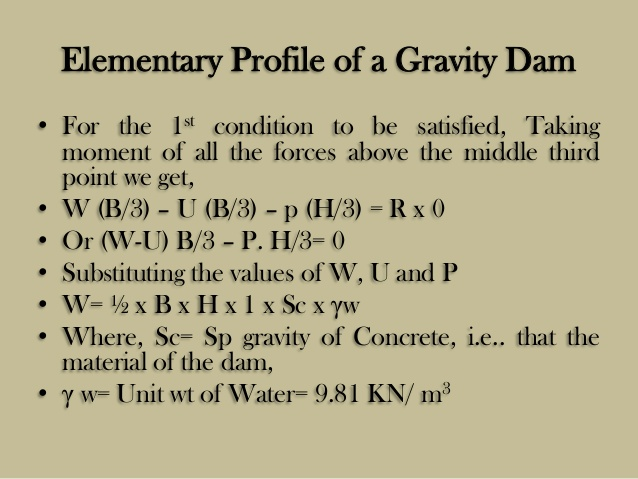 Elementary Profile of a Gravity Dam
• For the 1st condition to be satisfied, Taking
moment of all the forces above the middle third
point we get,
• W (B/3) – U (B/3) – p (H/3) = R x 0
• Or (W-U) B/3 – P. H/3= 0
• Substituting the values of W, U and P
• W= ½ x B x H x 1 x Sc x γw
• Where, Sc= Sp gravity of Concrete, i.e.. that the
material of the dam,
• γ w= Unit wt of Water= 9.81 KN/ m³